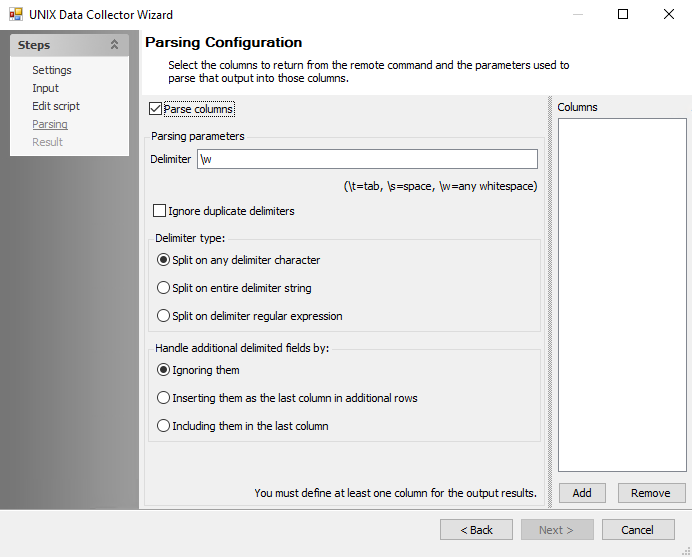 UNIX Data Collector Wizard
Steps
Settings
Input
Edit script
Parsing
Result
Parsing Configuration
Select the columns to return from the remote command and the parameters used to
parse that output into those columns.
Parse columns
Parsing parameters
Delimiter
\w
(\t=tab, \s=space, \w=any whitespace)
Ignore duplicate delimiters
Delimiter type:
Split on any delimiter character
Split on entire delimiter string
Split on delimiter regular expression
Handle additional delimited fields by:
Ignoring them
Inserting them as the last column in additional rows
Including them in the last column
You must define at least one column for the output results.
Columns
Add
Remove
< Back
Next >
Cancel